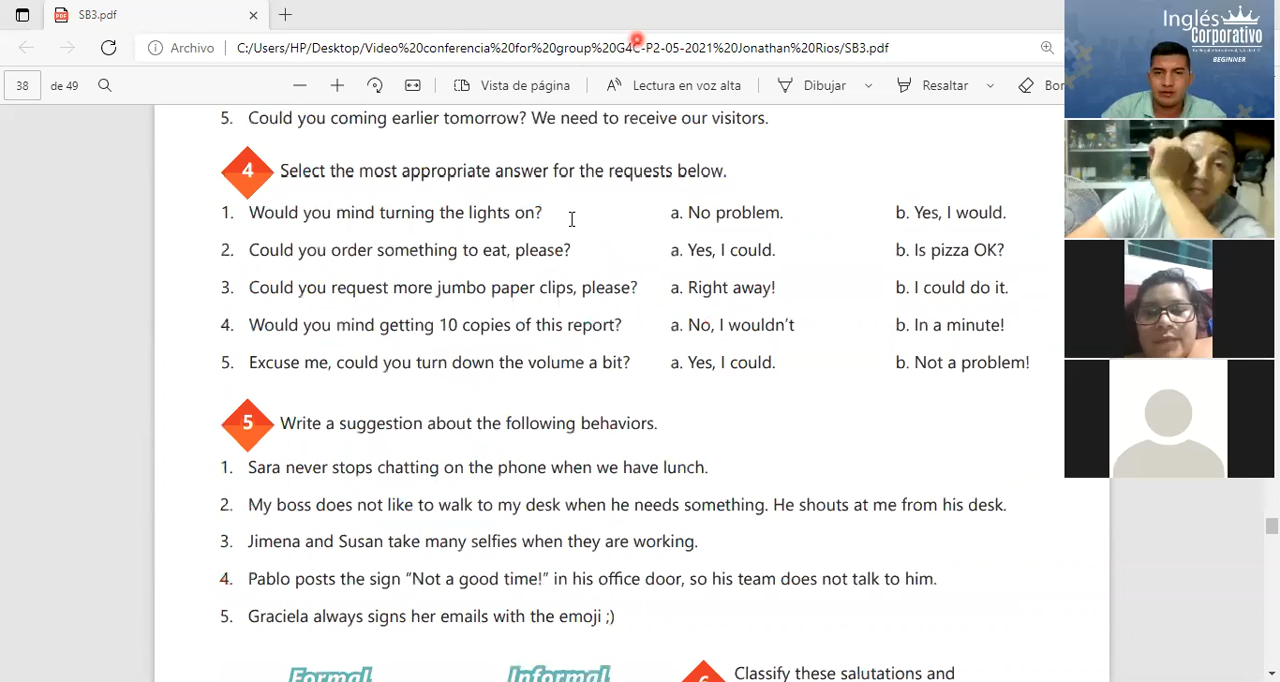 SB3.pdf
Archivo
C:/Users/HP/Desktop/Video%20conferencia%20for%20group%20G4C-P2-05-2021%20Jonathan%20Rios/SB3.pdf
38 de 49
Vista de página
Lectura en voz alta
Dibujar
Resaltar
Bor
Inglés
Corporativo
BEGINNER
5. Could you coming earlier tomorrow? We need to receive our visitors.
4 Select the most appropriate answer for the requests below.
1. Would you mind turning the lights on? a. No problem. b. Yes, I would.
2. Could you order something to eat, please? a. Yes, I could. b. Is pizza OK?
3. Could you request more jumbo paper clips, please? a. Right away! b. I could do it.
4. Would you mind getting 10 copies of this report? a. No, I wouldn't b. In a minute!
5. Excuse me, could you turn down the volume a bit? a. Yes, I could. b. Not a problem!
5 Write a suggestion about the following behaviors.
1. Sara never stops chatting on the phone when we have lunch.
2. My boss does not like to walk to my desk when he needs something. He shouts at me from his desk.
3. Jimena and Susan take many selfies when they are working.
4. Pablo posts the sign "Not a good time!" in his office door, so his team does not talk to him.
5. Graciela always signs her emails with the emoji ;)
Formal Informal
6 Classify these salutations and